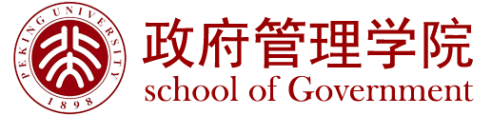 PEKING UNIVERSITY
1898
政府管理学院
school of Government